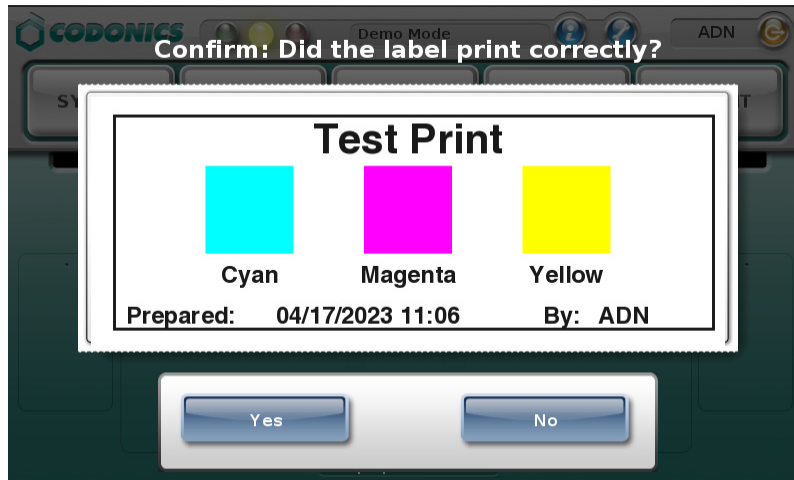 CODONICS
Demo Mode
ADN
Confirm: Did the label print correctly?
Test Print
Cyan Magenta Yellow
Prepared: 04/17/2023 11:06 By: ADN
Yes No